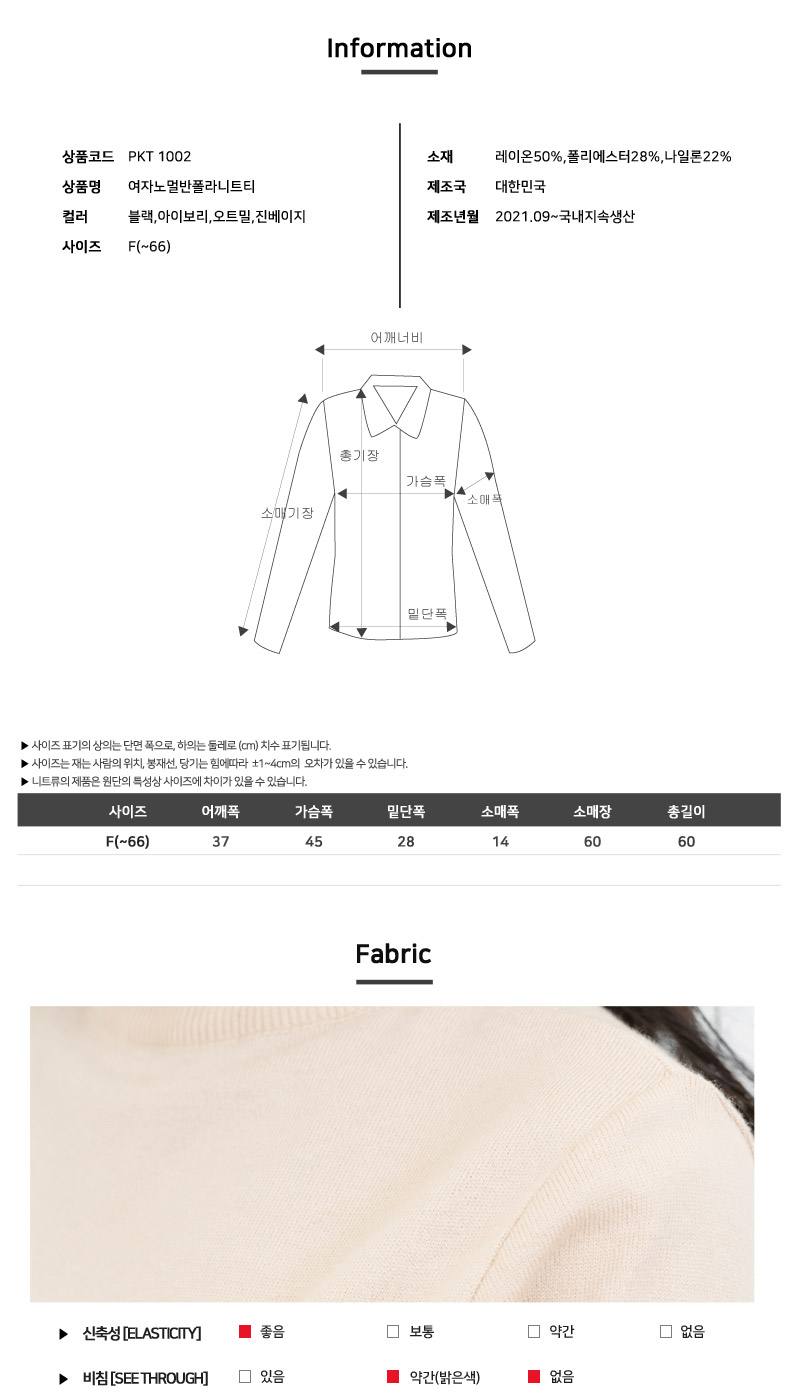 Information
상품코드 PKT 1002
상품명 여자노멀반폴라니트티
컬러 블랙,아이보리,오트밀,진베이지
사이즈 F(~66)
소재 레이온50%,폴리에스터28%,나일론22%
제조국 대한민국
제조년월 2021.09~국내지속생산
어깨너비
총기장
가슴폭
소매폭
소매기장
밑단폭
▶ 사이즈 표기의 상의는 단면 폭으로, 하의는 둘레로 (cm) 치수 표기됩니다.
▶ 사이즈는 재는 사람의 위치, 봉재선, 당기는 힘에따라 ±1~4cm의 오차가 있을 수 있습니다.
▶ 니트류의 제품은 원단의 특성상 사이즈에 차이가 있을 수 있습니다.
사이즈 어깨폭 가슴폭 밑단폭 소매폭 소매장 총길이
F(~66) 37 45 28 14 60 60
Fabric
▶ 신축성 [ELASTICITY] 좋음 보통 약간 없음
▶ 비침 [SEE THROUGH] 있음 약간(밝은색) 없음